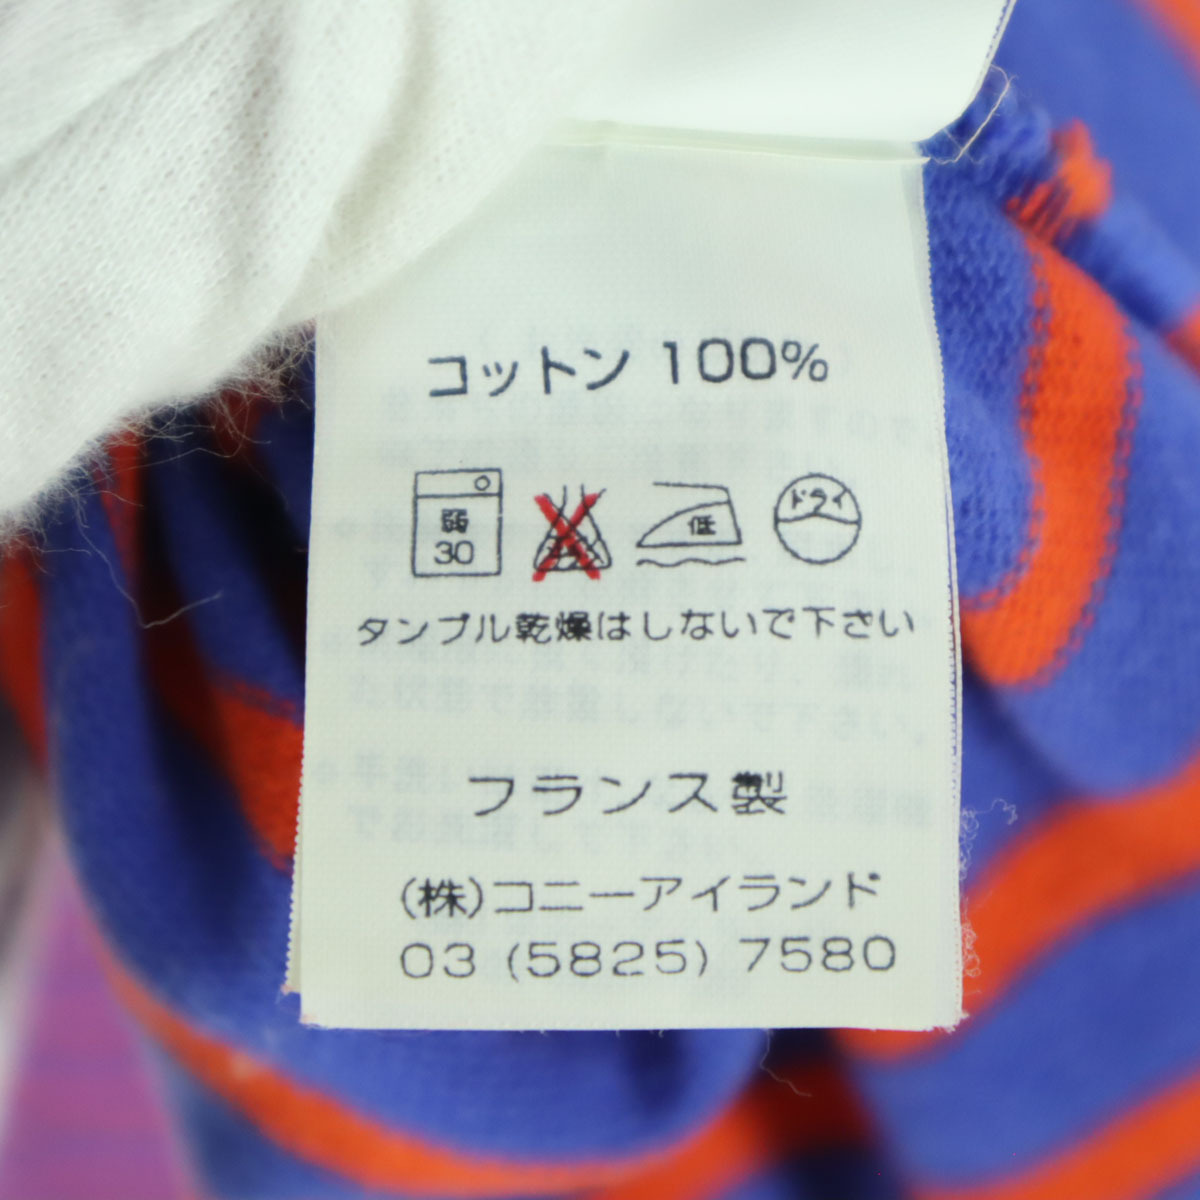 コットン 100%
弱 低 ドライ
30
タンブル乾燥はしないで下さい
フランス製
(株)コニーアイランド
03 (5825) 7580